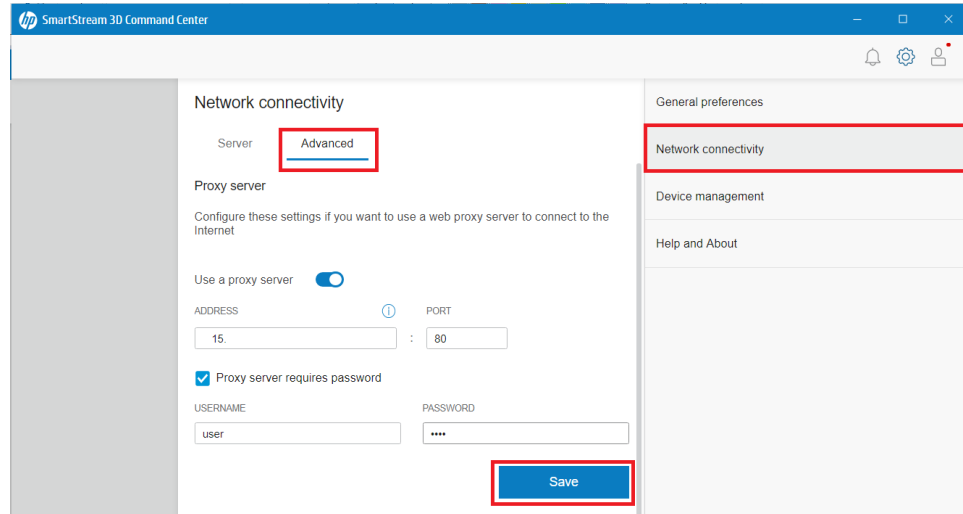 hp SmartStream 3D Command Center
Network connectivity
Server Advanced
Proxy server
Configure these settings if you want to use a web proxy server to connect to the
Internet
Use a proxy server
ADDRESS PORT
15. : 80
Proxy server requires password
USERNAME PASSWORD
user ••••
Save
General preferences
Network connectivity
Device management
Help and About